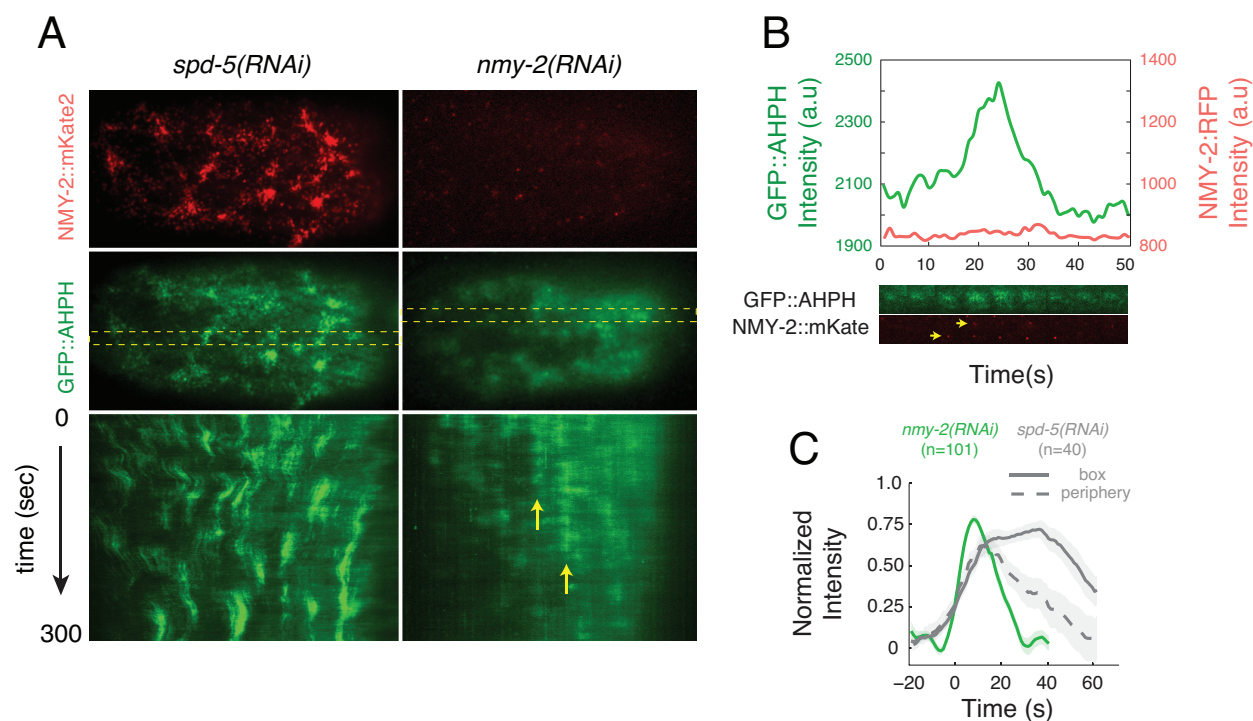 A
spd-5(RNAi)
nmy-2(RNAi)
NMY-2::mKate2
GFP::AHPH
0
time (sec)
300
B
GFP::AHPH
Intensity (a.u)
2500
2300
2100
1900
1400
1200
1000
800
NMY-2:RFP
Intensity (a.u)
0 10 20 30 40 50
GFP::AHPH
NMY-2::mKate
Time(s)
C
nmy-2(RNAi)
(n=101)
spd-5(RNAi)
(n=40)
box
periphery
Normalized
Intensity
1.0
0.75
0.25
0
−20 0 20 40 60
Time (s)